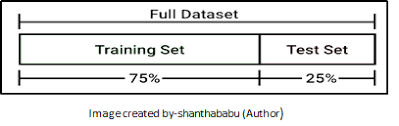 Full Dataset
Training Set Test Set
75% 25%
Image created by-shanthababu (Author)